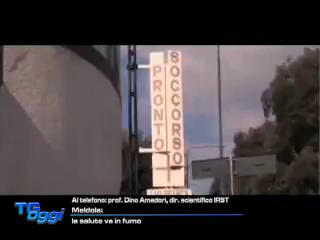 PRONTO
SOCCORSO
Al telefono: prof. Dino Amadori, dir. scientifico IRST
Meldola:
la salute va in fumo
TG
oggi